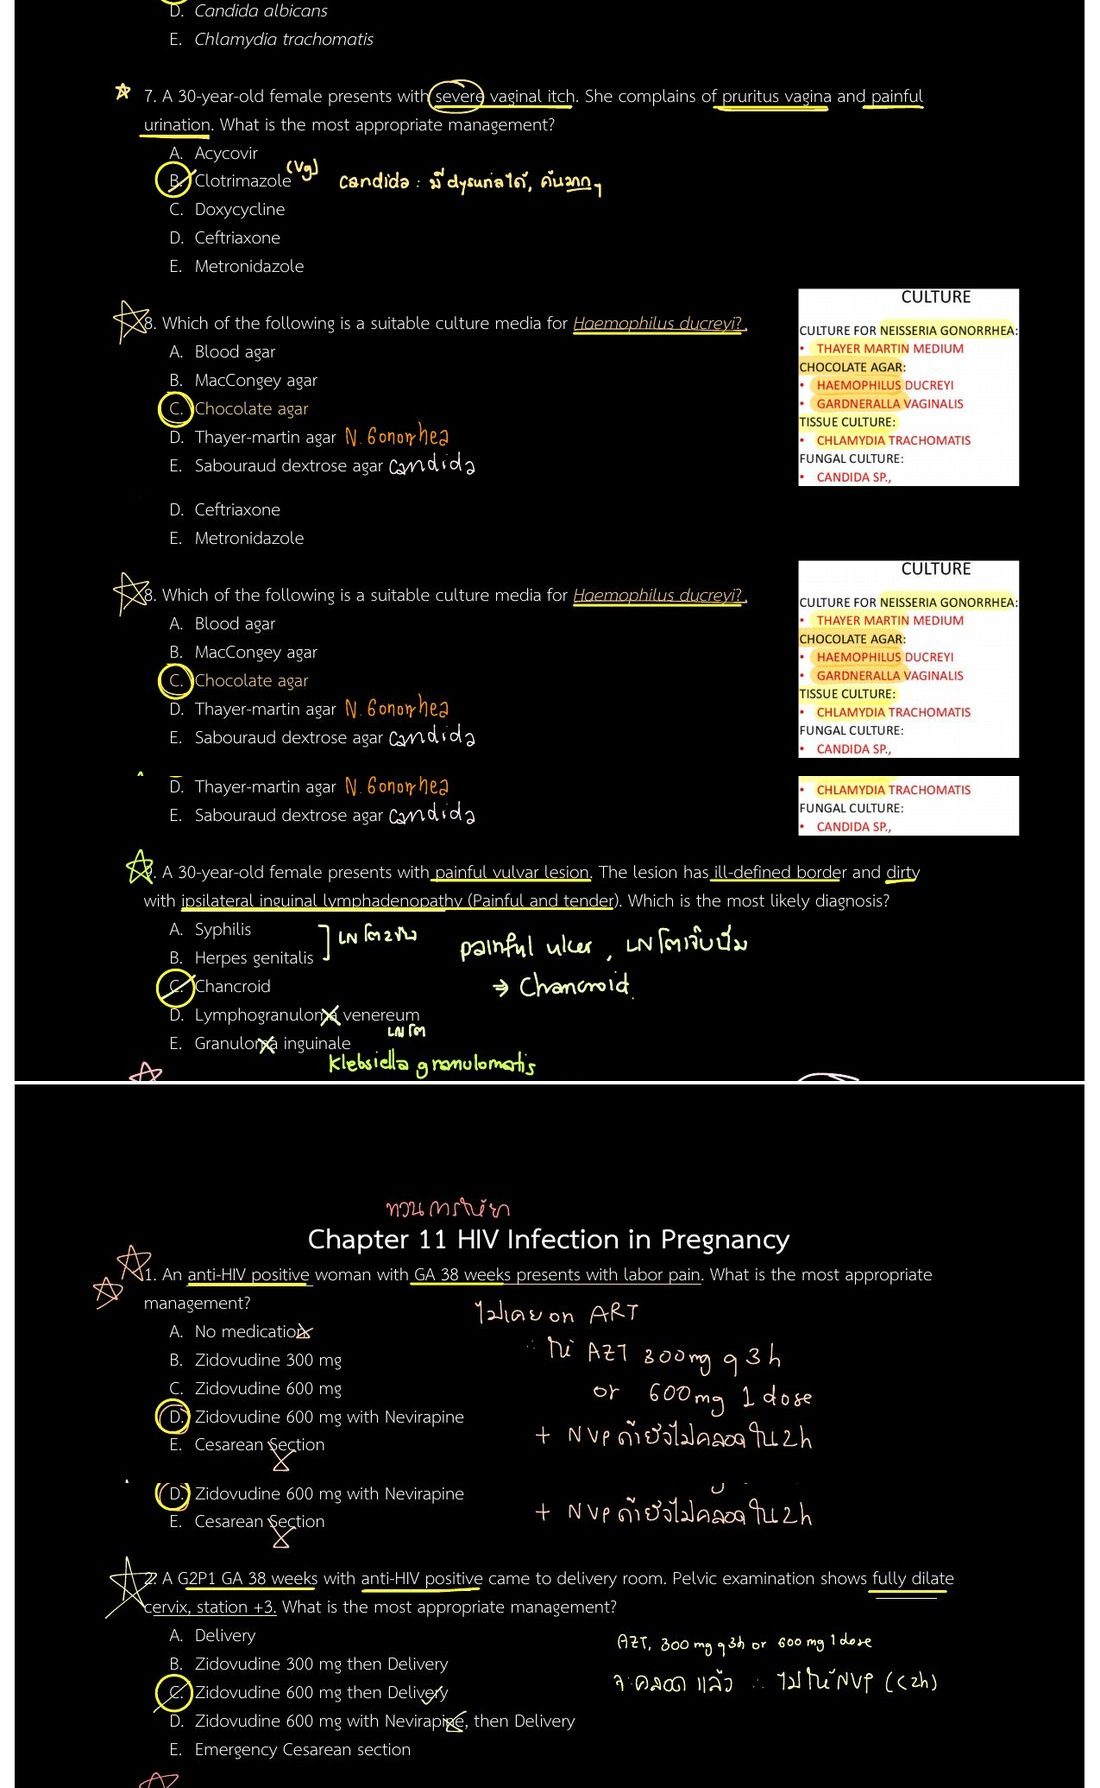 D. Candida albicans
E. Chlamydia trachomatis
7. A 30-year-old female presents with severe vaginal itch. She complains of pruritus vagina and painful
urination. What is the most appropriate management?
A. Acycovir
B. Clotrimazole (Vg) candida : มี dysuria ได้, คันมากๆ
C. Doxycycline
D. Ceftriaxone
E. Metronidazole
8. Which of the following is a suitable culture media for Haemophilus ducreyi?
A. Blood agar
B. MacCongey agar
C. Chocolate agar
D. Thayer-martin agar N. Gonorrhea
E. Sabouraud dextrose agar candida
CULTURE
CULTURE FOR NEISSERIA GONORRHEA:
• THAYER MARTIN MEDIUM
CHOCOLATE AGAR:
• HAEMOPHILUS DUCREYI
• GARDNERALLA VAGINALIS
TISSUE CULTURE:
• CHLAMYDIA TRACHOMATIS
FUNGAL CULTURE:
• CANDIDA SP.,
D. Ceftriaxone
E. Metronidazole
8. Which of the following is a suitable culture media for Haemophilus ducreyi?
A. Blood agar
B. MacCongey agar
C. Chocolate agar
D. Thayer-martin agar N. Gonorrhea
E. Sabouraud dextrose agar candida
CULTURE
CULTURE FOR NEISSERIA GONORRHEA:
• THAYER MARTIN MEDIUM
CHOCOLATE AGAR:
• HAEMOPHILUS DUCREYI
• GARDNERALLA VAGINALIS
TISSUE CULTURE:
• CHLAMYDIA TRACHOMATIS
FUNGAL CULTURE:
• CANDIDA SP.,
D. Thayer-martin agar N. Gonorrhea
E. Sabouraud dextrose agar candida
• CHLAMYDIA TRACHOMATIS
FUNGAL CULTURE:
• CANDIDA SP.,
9. A 30-year-old female presents with painful vulvar lesion. The lesion has ill-defined border and dirty
with ipsilateral inguinal lymphadenopathy (Painful and tender). Which is the most likely diagnosis?
A. Syphilis
LN โต 2 ข้าง
B. Herpes genitalis
painful ulcer, LN โตเจ็บนิ่ม
C. Chancroid
⇒ Chancroid.
D. Lymphogranuloma venereum
LN โต
E. Granuloma inguinale
Klebsiella granulomatis
ทวนการให้ยา
Chapter 11 HIV Infection in Pregnancy
1. An anti-HIV positive woman with GA 38 weeks presents with labor pain. What is the most appropriate
management?
A. No medication
B. Zidovudine 300 mg
C. Zidovudine 600 mg
D. Zidovudine 600 mg with Nevirapine
E. Cesarean Section
ไม่เคย on ART
∴ ให้ AZT 300 mg q 3 h
or 600 mg 1 dose
+ NVP ถ้ายังไม่คลอดใน 2 h
D. Zidovudine 600 mg with Nevirapine
E. Cesarean Section
+ NVP ถ้ายังไม่คลอดใน 2 h
2. A G2P1 GA 38 weeks with anti-HIV positive came to delivery room. Pelvic examination shows fully dilate
cervix, station +3. What is the most appropriate management?
A. Delivery
B. Zidovudine 300 mg then Delivery
C. Zidovudine 600 mg then Delivery
D. Zidovudine 600 mg with Nevirapine, then Delivery
E. Emergency Cesarean section
AZT, 300 mg q 3h or 600 mg 1 dose
จะคลอดแล้ว ∴ ไม่ให้ NVP (<2h)